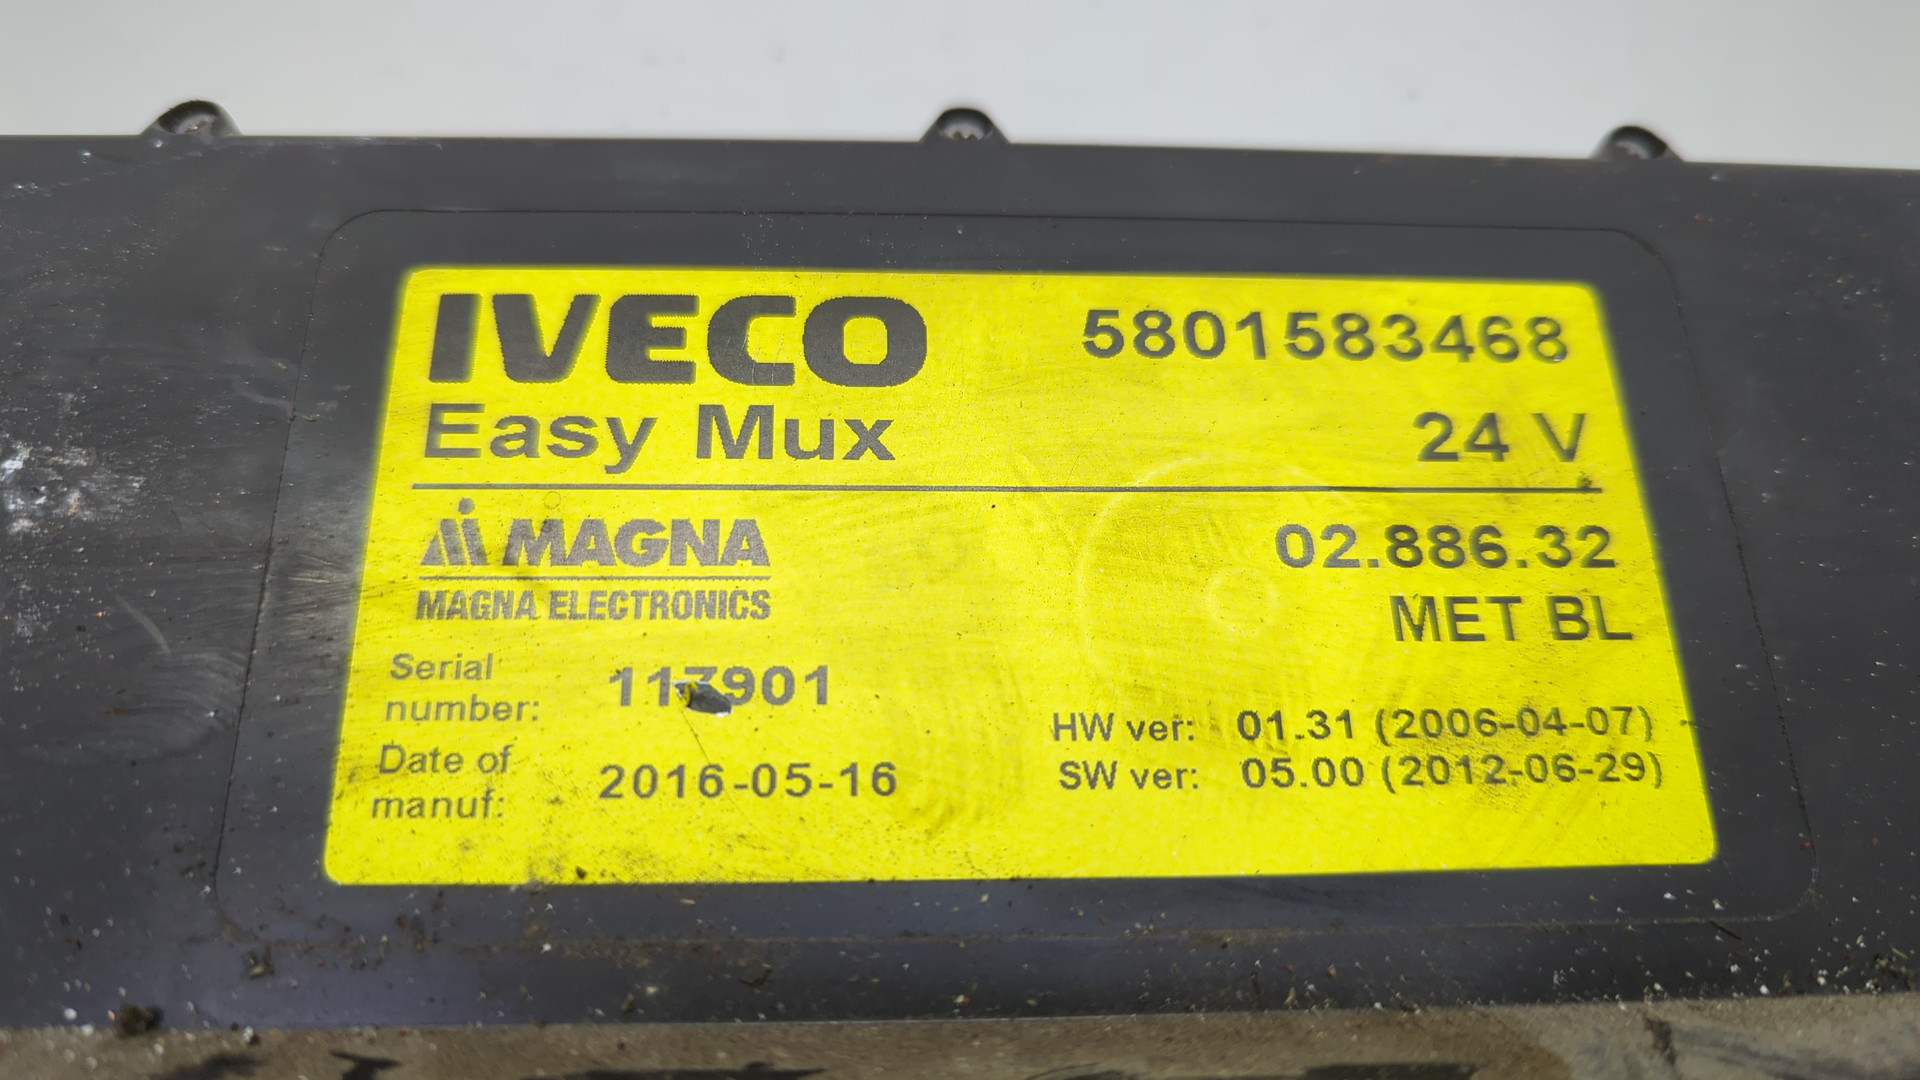 IVECO 5801583468
Easy Mux 24 V
MAGNA 02.886.32
MAGNA ELECTRONICS MET BL
Serial number: 117901
Date of manuf: 2016-05-16
HW ver: 01.31 (2006-04-07)
SW ver: 05.00 (2012-06-29)